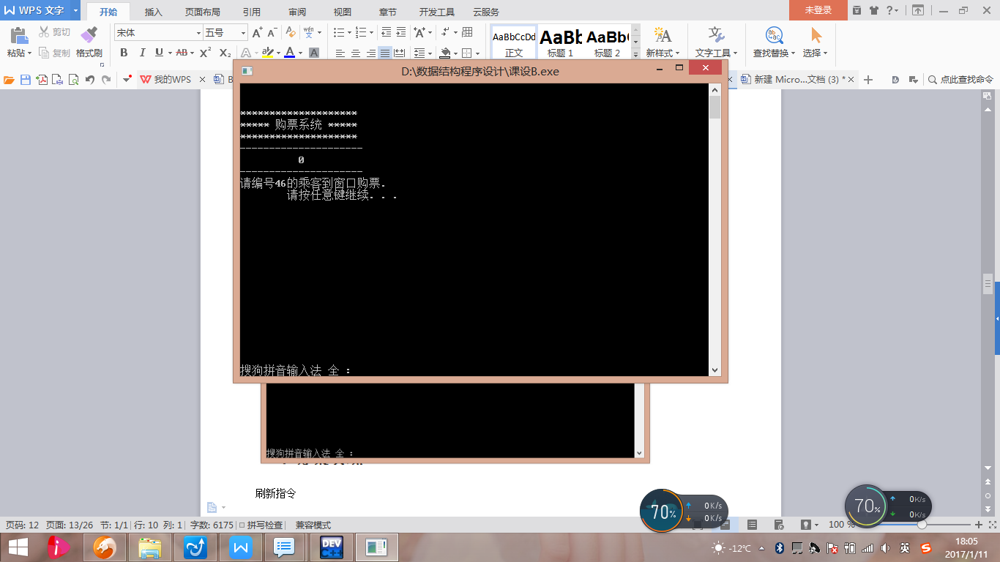 WPS 文字
开始 插入 页面布局 引用 审阅 视图 章节 开发工具 云服务
未登录
剪切
宋体 五号
AaBbCcDd AaBb AaBb
粘贴 复制 格式刷
B I U AB X² X₂ A ab A A
正文 标题 1 标题 2 新样式 文字工具 查找替换 选择
我的WPS
新建 Micro...文档 (3) *
点此查找命令
D:\数据结构程序设计\课设B.exe
********************
***** 购票系统 *****
********************
---------------------
0
---------------------
请编号46的乘客到窗口购票.
请按任意键继续. . .
搜狗拼音输入法 全 :
搜狗拼音输入法 全 :
刷新指令
70% 0K/s 0K/s
70% 0K/s 0K/s
页码: 12 页面: 13/26 节: 1/1 行: 10 列: 1 字数: 6175 拼写检查 兼容模式
100 %
DEV C++
-12℃
英
18:05
2017/1/11